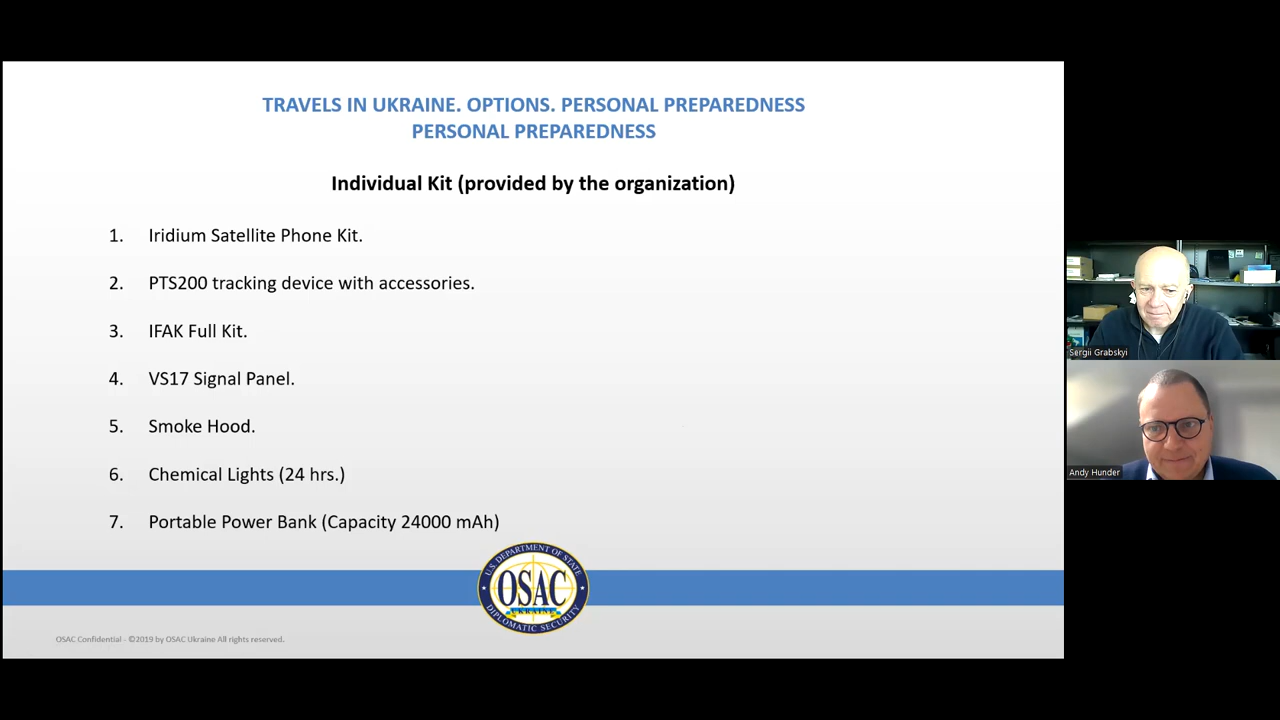 TRAVELS IN UKRAINE. OPTIONS. PERSONAL PREPAREDNESS
PERSONAL PREPAREDNESS
Individual Kit (provided by the organization)
1. Iridium Satellite Phone Kit.
2. PTS200 tracking device with accessories.
3. IFAK Full Kit.
4. VS17 Signal Panel.
5. Smoke Hood.
6. Chemical Lights (24 hrs.)
7. Portable Power Bank (Capacity 24000 mAh)
U.S. DEPARTMENT OF STATE
OSAC
UKRAINE
DIPLOMATIC SECURITY
OSAC Confidential - ©2019 by OSAC Ukraine All rights reserved.
Sergii Grabskyi
Andy Hunder